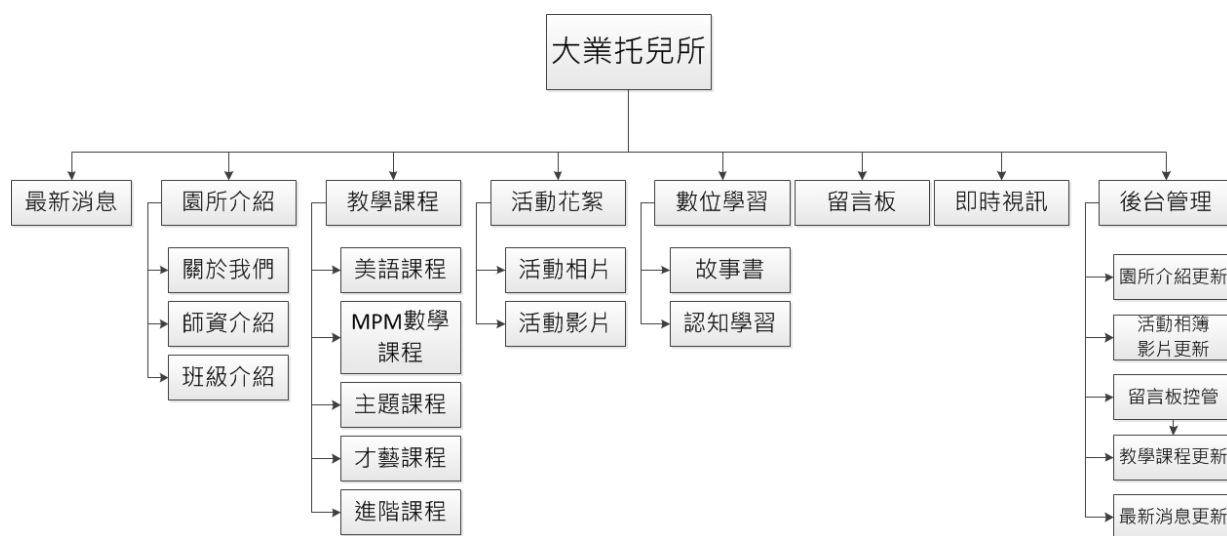 大業托兒所
最新消息
園所介紹
教學課程
活動花絮
數位學習
留言板
即時視訊
後台管理
關於我們
師資介紹
班級介紹
美語課程
MPM數學
課程
主題課程
才藝課程
進階課程
活動相片
活動影片
故事書
認知學習
園所介紹更新
活動相簿
影片更新
留言板控管
教學課程更新
最新消息更新